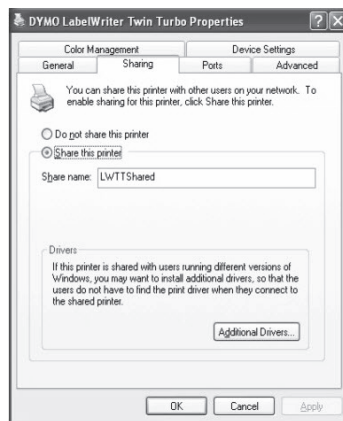 DYMO LabelWriter Twin Turbo Properties
Color Management Device Settings
General Sharing Ports Advanced
You can share this printer with other users on your network. To
enable sharing for this printer, click Share this printer.
Do not share this printer
Share this printer
Share name: LWTTShared
Drivers
If this printer is shared with users running different versions of
Windows, you may want to install additional drivers, so that the
users do not have to find the print driver when they connect to
the shared printer.
Additional Drivers...
OK Cancel Apply